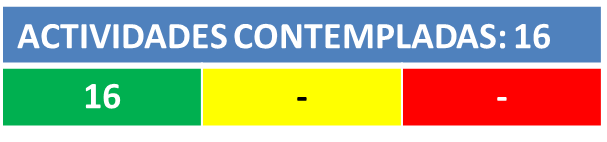 ACTIVIDADES CONTEMPLADAS: 16
16 - -